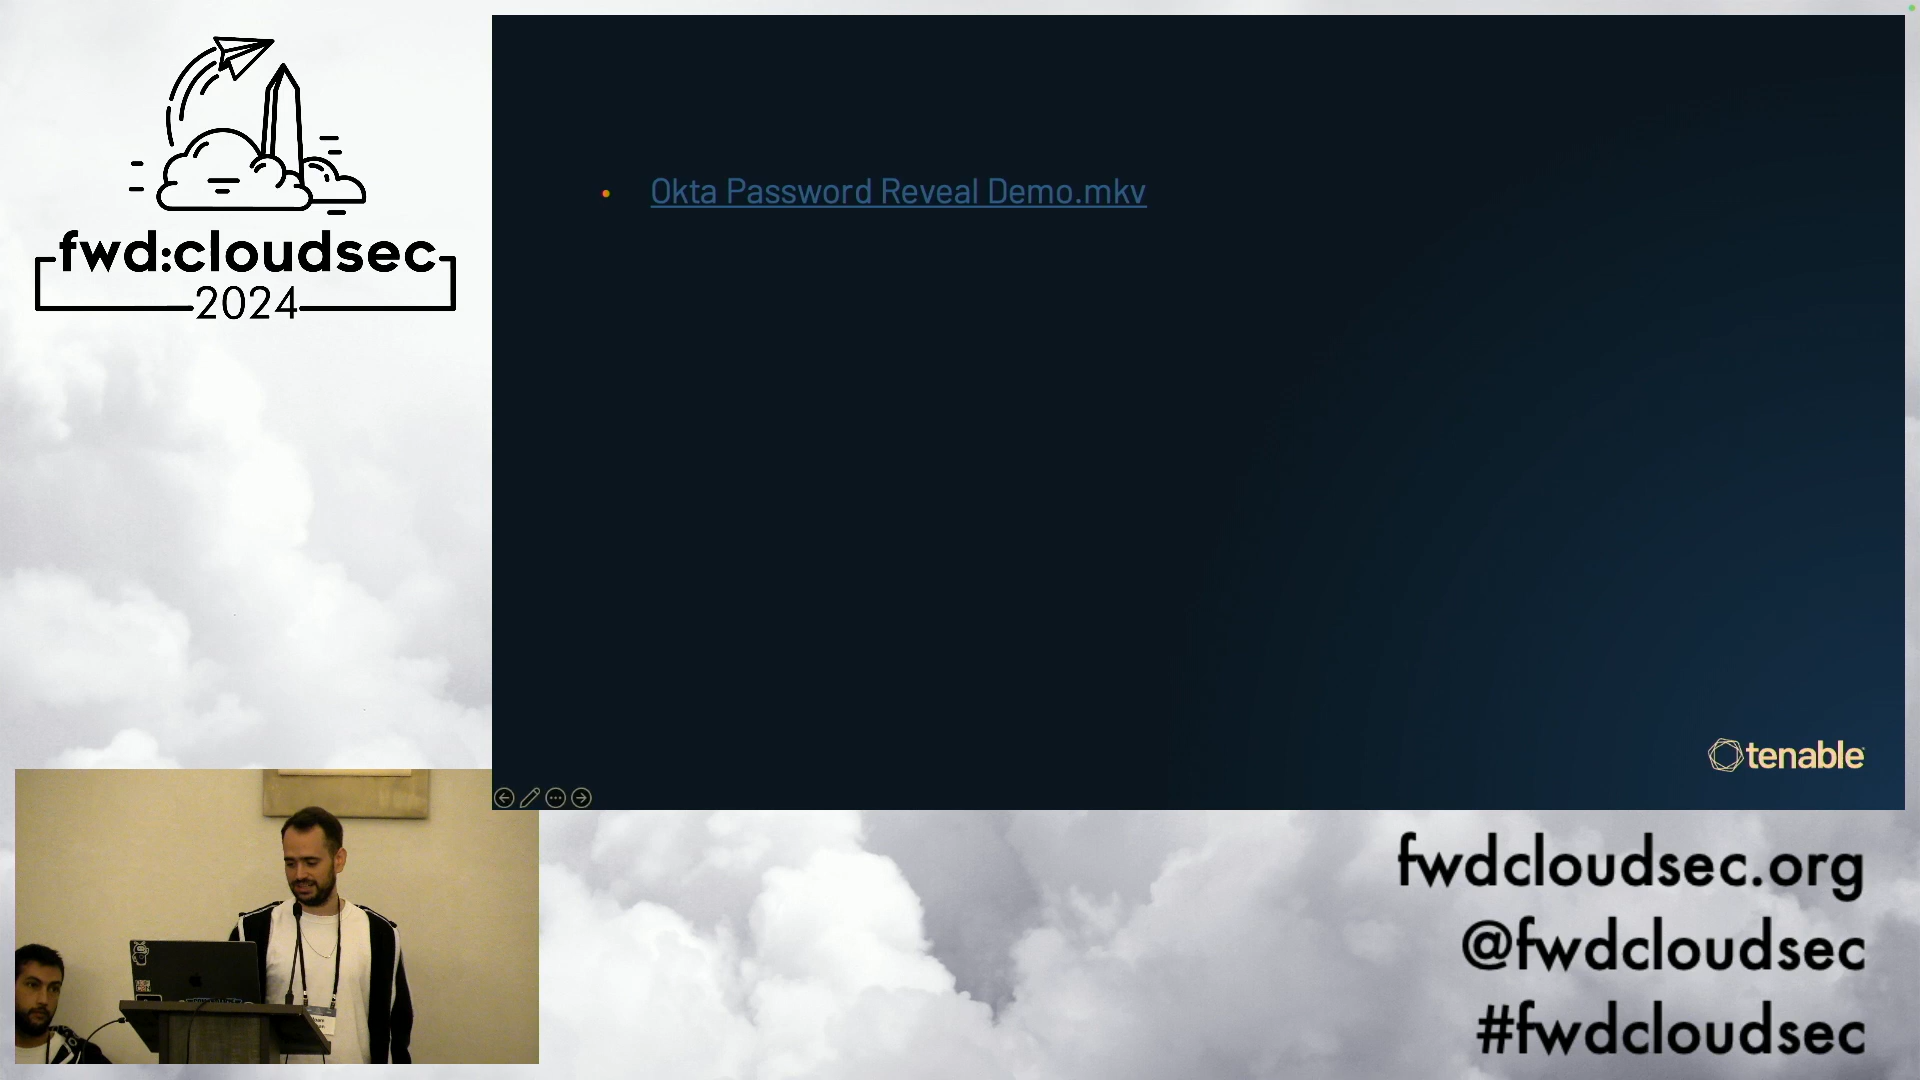 fwd:cloudsec
2024
Okta Password Reveal Demo.mkv
tenable
fwdcloudsec.org
@fwdcloudsec
#fwdcloudsec